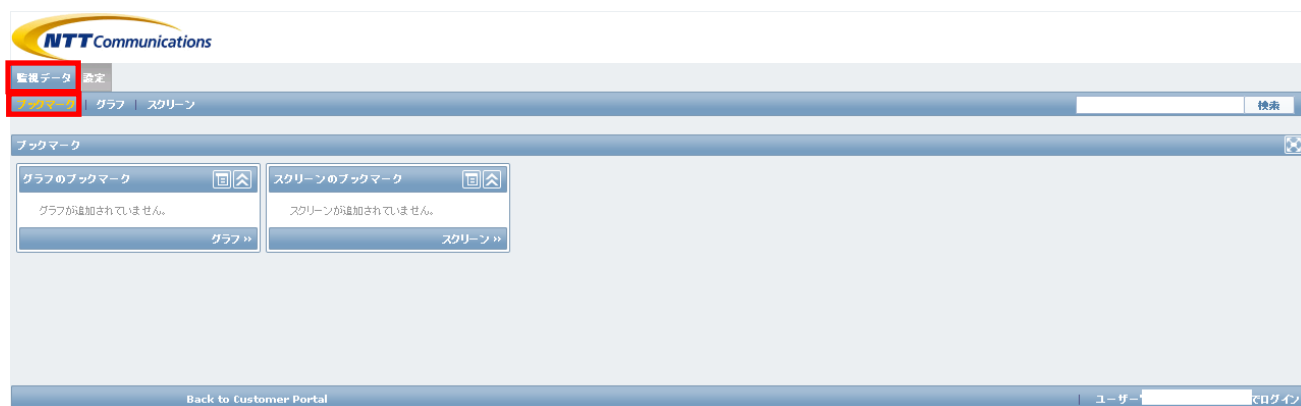 NTT Communications
監視データ 設定
ブックマーク | グラフ | スクリーン 検索
ブックマーク
グラフのブックマーク スクリーンのブックマーク
グラフが追加されていません。 スクリーンが追加されていません。
グラフ » スクリーン »
Back to Customer Portal | ユーザー' でログイン